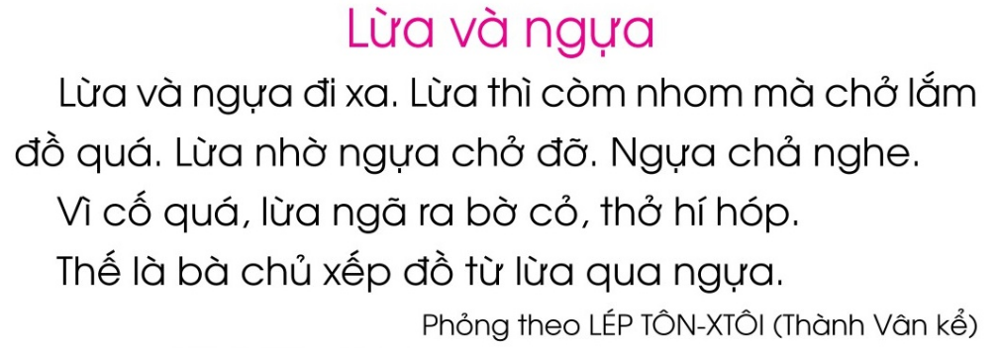 Lừa và ngựa
Lừa và ngựa đi xa. Lừa thì còm nhom mà chở lắm
đồ quá. Lừa nhờ ngựa chở đỡ. Ngựa chả nghe.
Vì cố quá, lừa ngã ra bờ cỏ, thở hí hóp.
Thế là bà chủ xếp đồ từ lừa qua ngựa.
Phỏng theo LÉP TÔN-XTÔI (Thành Vân kể)